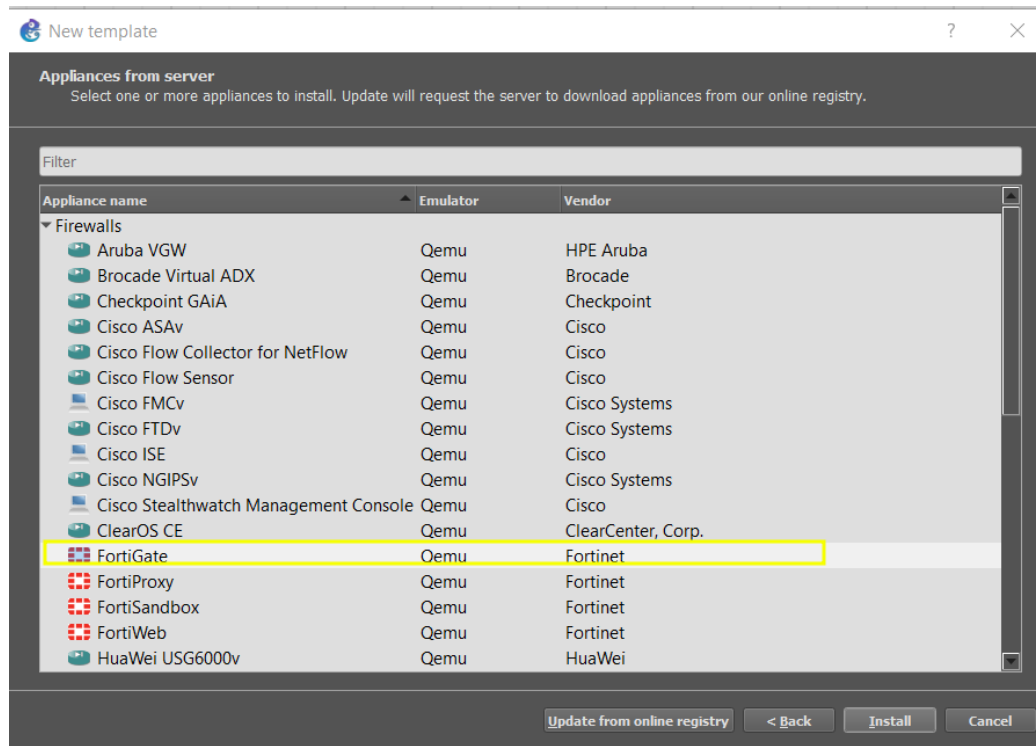 New template
Appliances from server
Select one or more appliances to install. Update will request the server to download appliances from our online registry.
Filter
Appliance name Emulator Vendor
Firewalls
Aruba VGW Qemu HPE Aruba
Brocade Virtual ADX Qemu Brocade
Checkpoint GAiA Qemu Checkpoint
Cisco ASAv Qemu Cisco
Cisco Flow Collector for NetFlow Qemu Cisco
Cisco Flow Sensor Qemu Cisco
Cisco FMCv Qemu Cisco Systems
Cisco FTDv Qemu Cisco Systems
Cisco ISE Qemu Cisco
Cisco NGIPSv Qemu Cisco Systems
Cisco Stealthwatch Management Console Qemu Cisco
ClearOS CE Qemu ClearCenter, Corp.
FortiGate Qemu Fortinet
FortiProxy Qemu Fortinet
FortiSandbox Qemu Fortinet
FortiWeb Qemu Fortinet
HuaWei USG6000v Qemu HuaWei
Update from online registry < Back Install Cancel